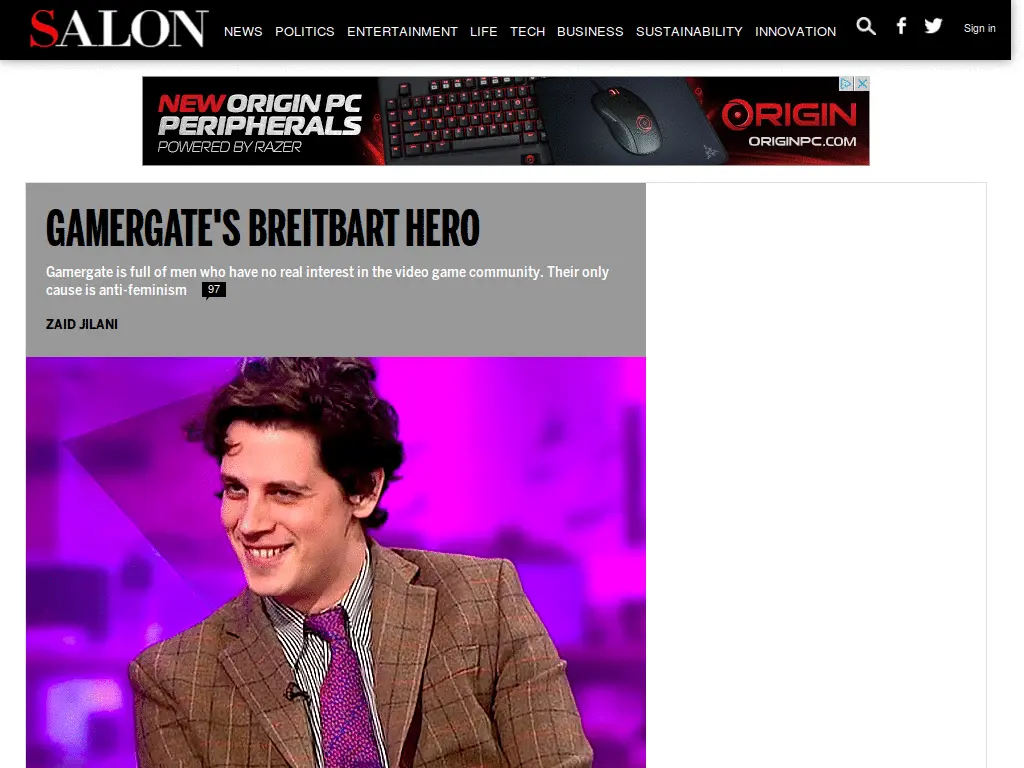 SALON
NEWS POLITICS ENTERTAINMENT LIFE TECH BUSINESS SUSTAINABILITY INNOVATION Sign in
NEW ORIGIN PC
PERIPHERALS
POWERED BY RAZER
ORIGIN
ORIGINPC.COM
GAMERGATE'S BREITBART HERO
Gamergate is full of men who have no real interest in the video game community. Their only
cause is anti-feminism 97
ZAID JILANI